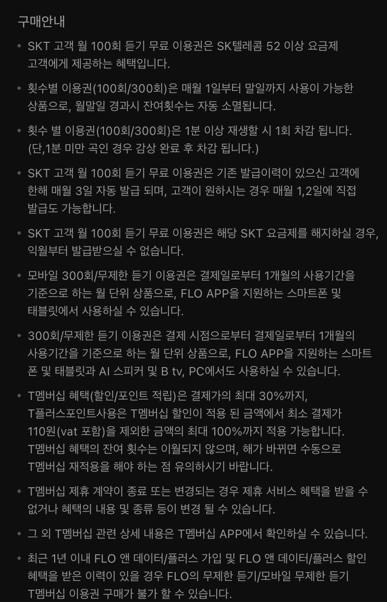 구매안내
• SKT 고객 월 100회 듣기 무료 이용권은 SK텔레콤 52 이상 요금제
고객에게 제공하는 혜택입니다.
• 횟수별 이용권(100회/300회)은 매월 1일부터 말일까지 사용이 가능한
상품으로, 월말일 경과시 잔여횟수는 자동 소멸됩니다.
• 횟수 별 이용권(100회/300회)은 1분 이상 재생할 시 1회 차감 됩니다.
(단,1분 미만 곡인 경우 감상 완료 후 차감 됩니다.)
• SKT 고객 월 100회 듣기 무료 이용권은 기존 발급이력이 있으신 고객에
한해 매월 3일 자동 발급 되며, 고객이 원하시는 경우 매월 1,2일에 직접
발급도 가능합니다.
• SKT 고객 월 100회 듣기 무료 이용권은 해당 SKT 요금제를 해지하실 경우,
익월부터 발급받으실 수 없습니다.
• 모바일 300회/무제한 듣기 이용권은 결제일로부터 1개월의 사용기간을
기준으로 하는 월 단위 상품으로, FLO APP을 지원하는 스마트폰 및
태블릿에서 사용하실 수 있습니다.
• 300회/무제한 듣기 이용권은 결제 시점으로부터 결제일로부터 1개월의
사용기간을 기준으로 하는 월 단위 상품으로, FLO APP을 지원하는 스마트
폰 및 태블릿과 AI 스피커 및 B tv, PC에서도 사용하실 수 있습니다.
• T멤버십 혜택(할인/포인트 적립)은 결제가의 최대 30%까지,
T플러스포인트사용은 T멤버십 할인이 적용 된 금액에서 최소 결제가
110원(vat 포함)을 제외한 금액의 최대 100%까지 적용 가능합니다.
T멤버십 혜택의 잔여 횟수는 이월되지 않으며, 해가 바뀌면 수동으로
T멤버십 재적용을 해야 하는 점 유의하시기 바랍니다.
• T멤버십 제휴 계약이 종료 또는 변경되는 경우 제휴 서비스 혜택을 받을 수
없거나 혜택의 내용 및 종류 등이 변경 될 수 있습니다.
• 그 외 T멤버십 관련 상세 내용은 T멤버십 APP에서 확인하실 수 있습니다.
• 최근 1년 이내 FLO 앤 데이터/플러스 가입 및 FLO 앤 데이터/플러스 할인
혜택을 받은 이력이 있을 경우 FLO의 무제한 듣기/모바일 무제한 듣기
T멤버십 이용권 구매가 불가 할 수 있습니다.